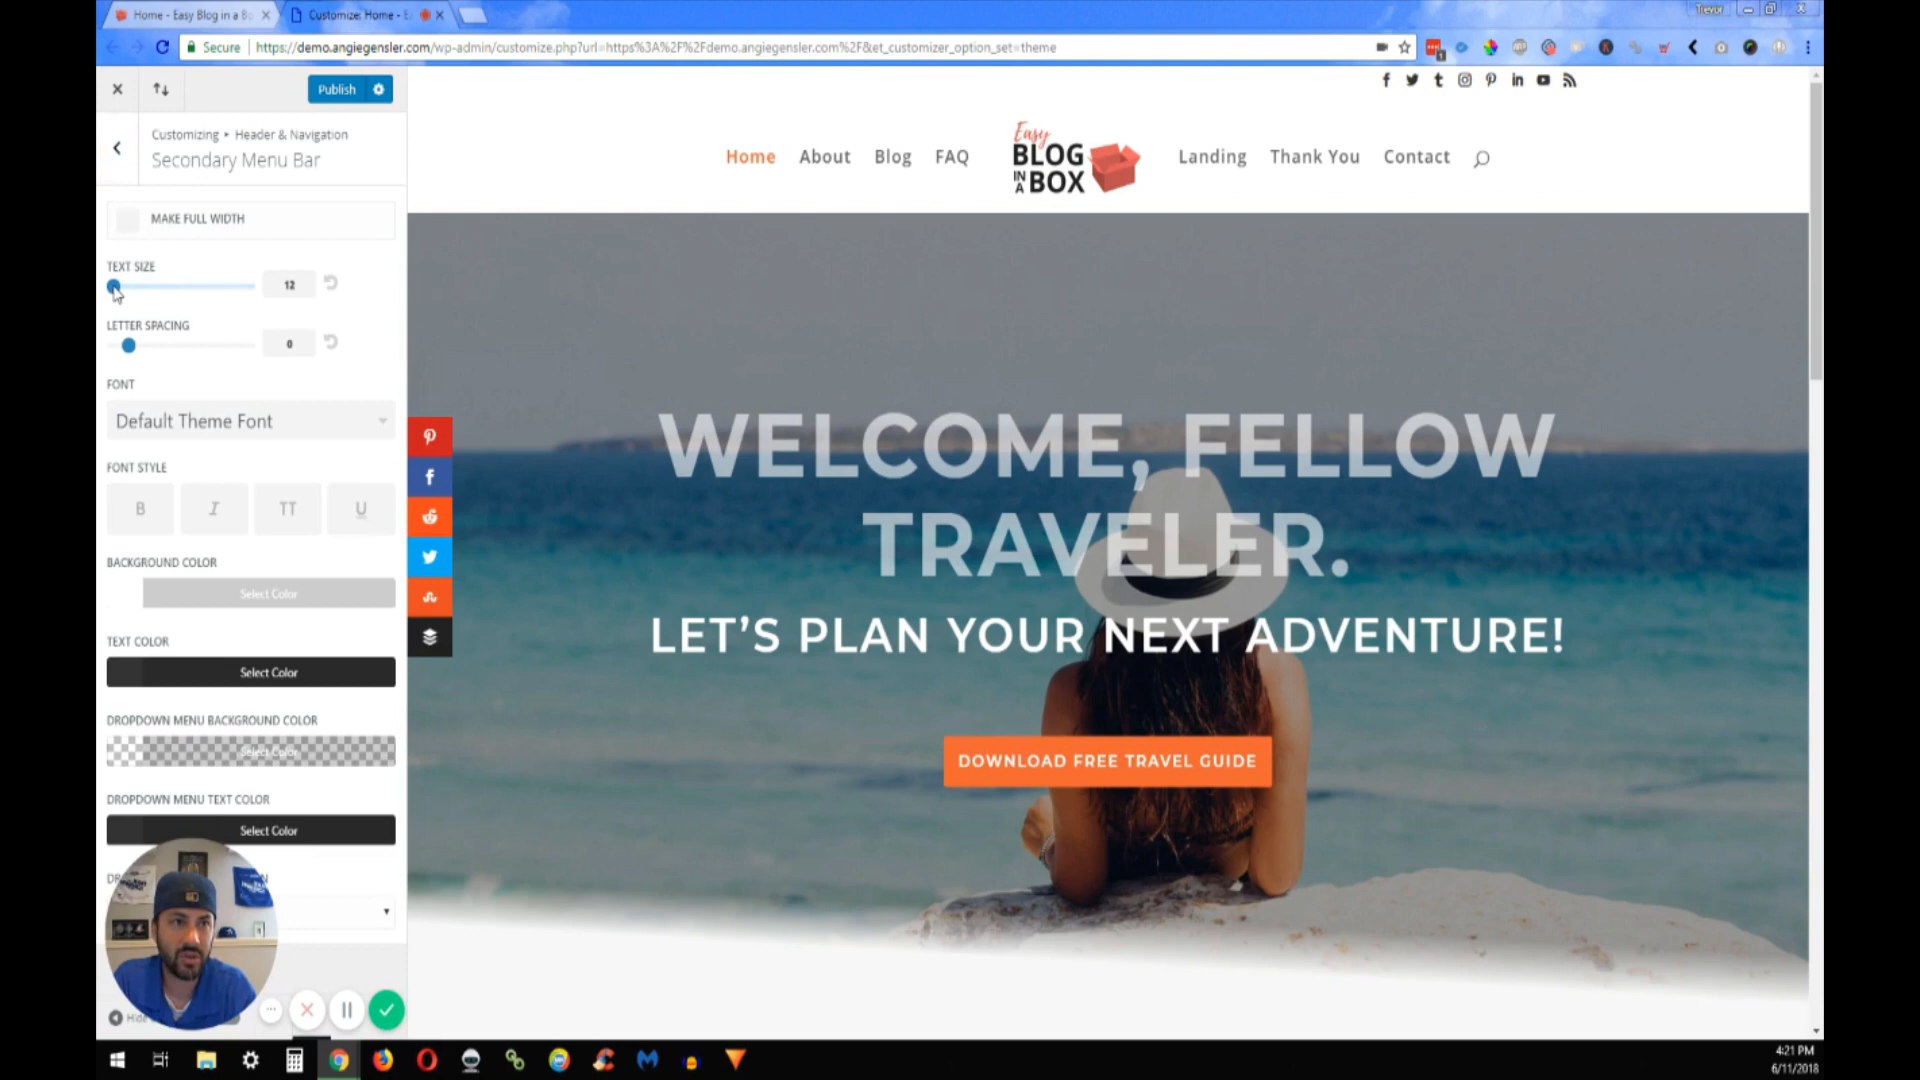 Home - Easy Blog in a Bo
Customize: Home - E
Trevor
Secure
https://demo.angiegensler.com/wp-admin/customize.php?url=https%3A%2F%2Fdemo.angiegensler.com%2F&et_customizer_option_set=theme
Publish
Customizing ▸ Header & Navigation
Secondary Menu Bar
MAKE FULL WIDTH
TEXT SIZE
12
LETTER SPACING
0
FONT
Default Theme Font
FONT STYLE
B I TT U
BACKGROUND COLOR
Select Color
TEXT COLOR
Select Color
DROPDOWN MENU BACKGROUND COLOR
Select Color
DROPDOWN MENU TEXT COLOR
Select Color
Hide
Home About Blog FAQ
Easy
BLOG
IN A BOX
Landing Thank You Contact
WELCOME, FELLOW
TRAVELER.
LET'S PLAN YOUR NEXT ADVENTURE!
DOWNLOAD FREE TRAVEL GUIDE
4:21 PM
6/11/2018